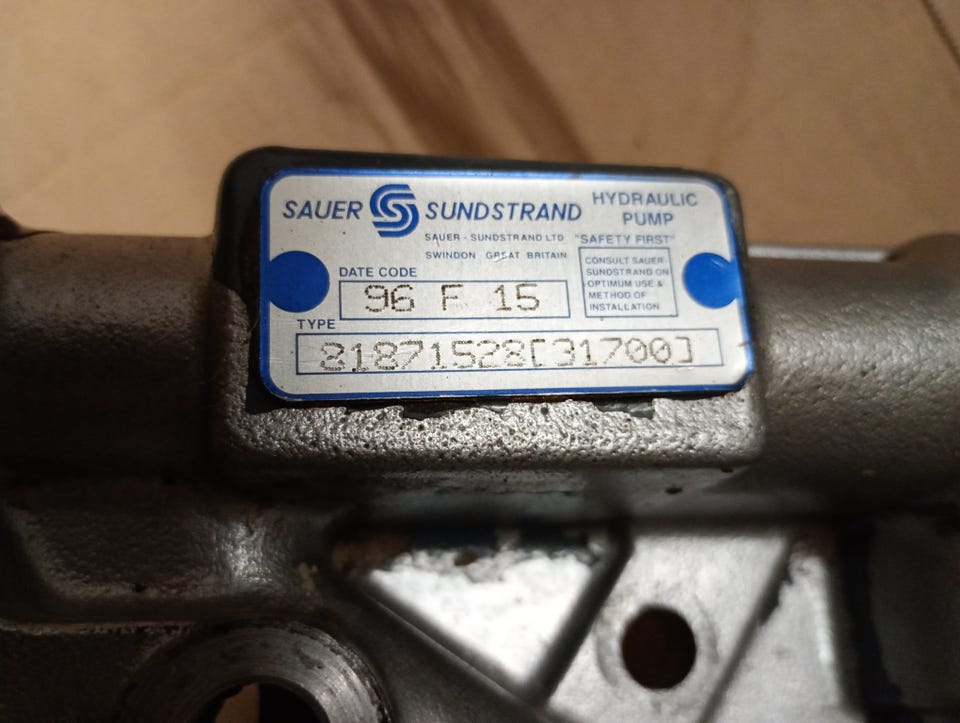 SAUER SUNDSTRAND
HYDRAULIC
PUMP
SAUER - SUNDSTRAND LTD
SWINDON GREAT BRITAIN
"SAFETY FIRST"
CONSULT SAUER-
SUNDSTRAND ON
OPTIMUM USE &
METHOD OF
INSTALLATION
DATE CODE
96 F 15
TYPE
81871528[31700]